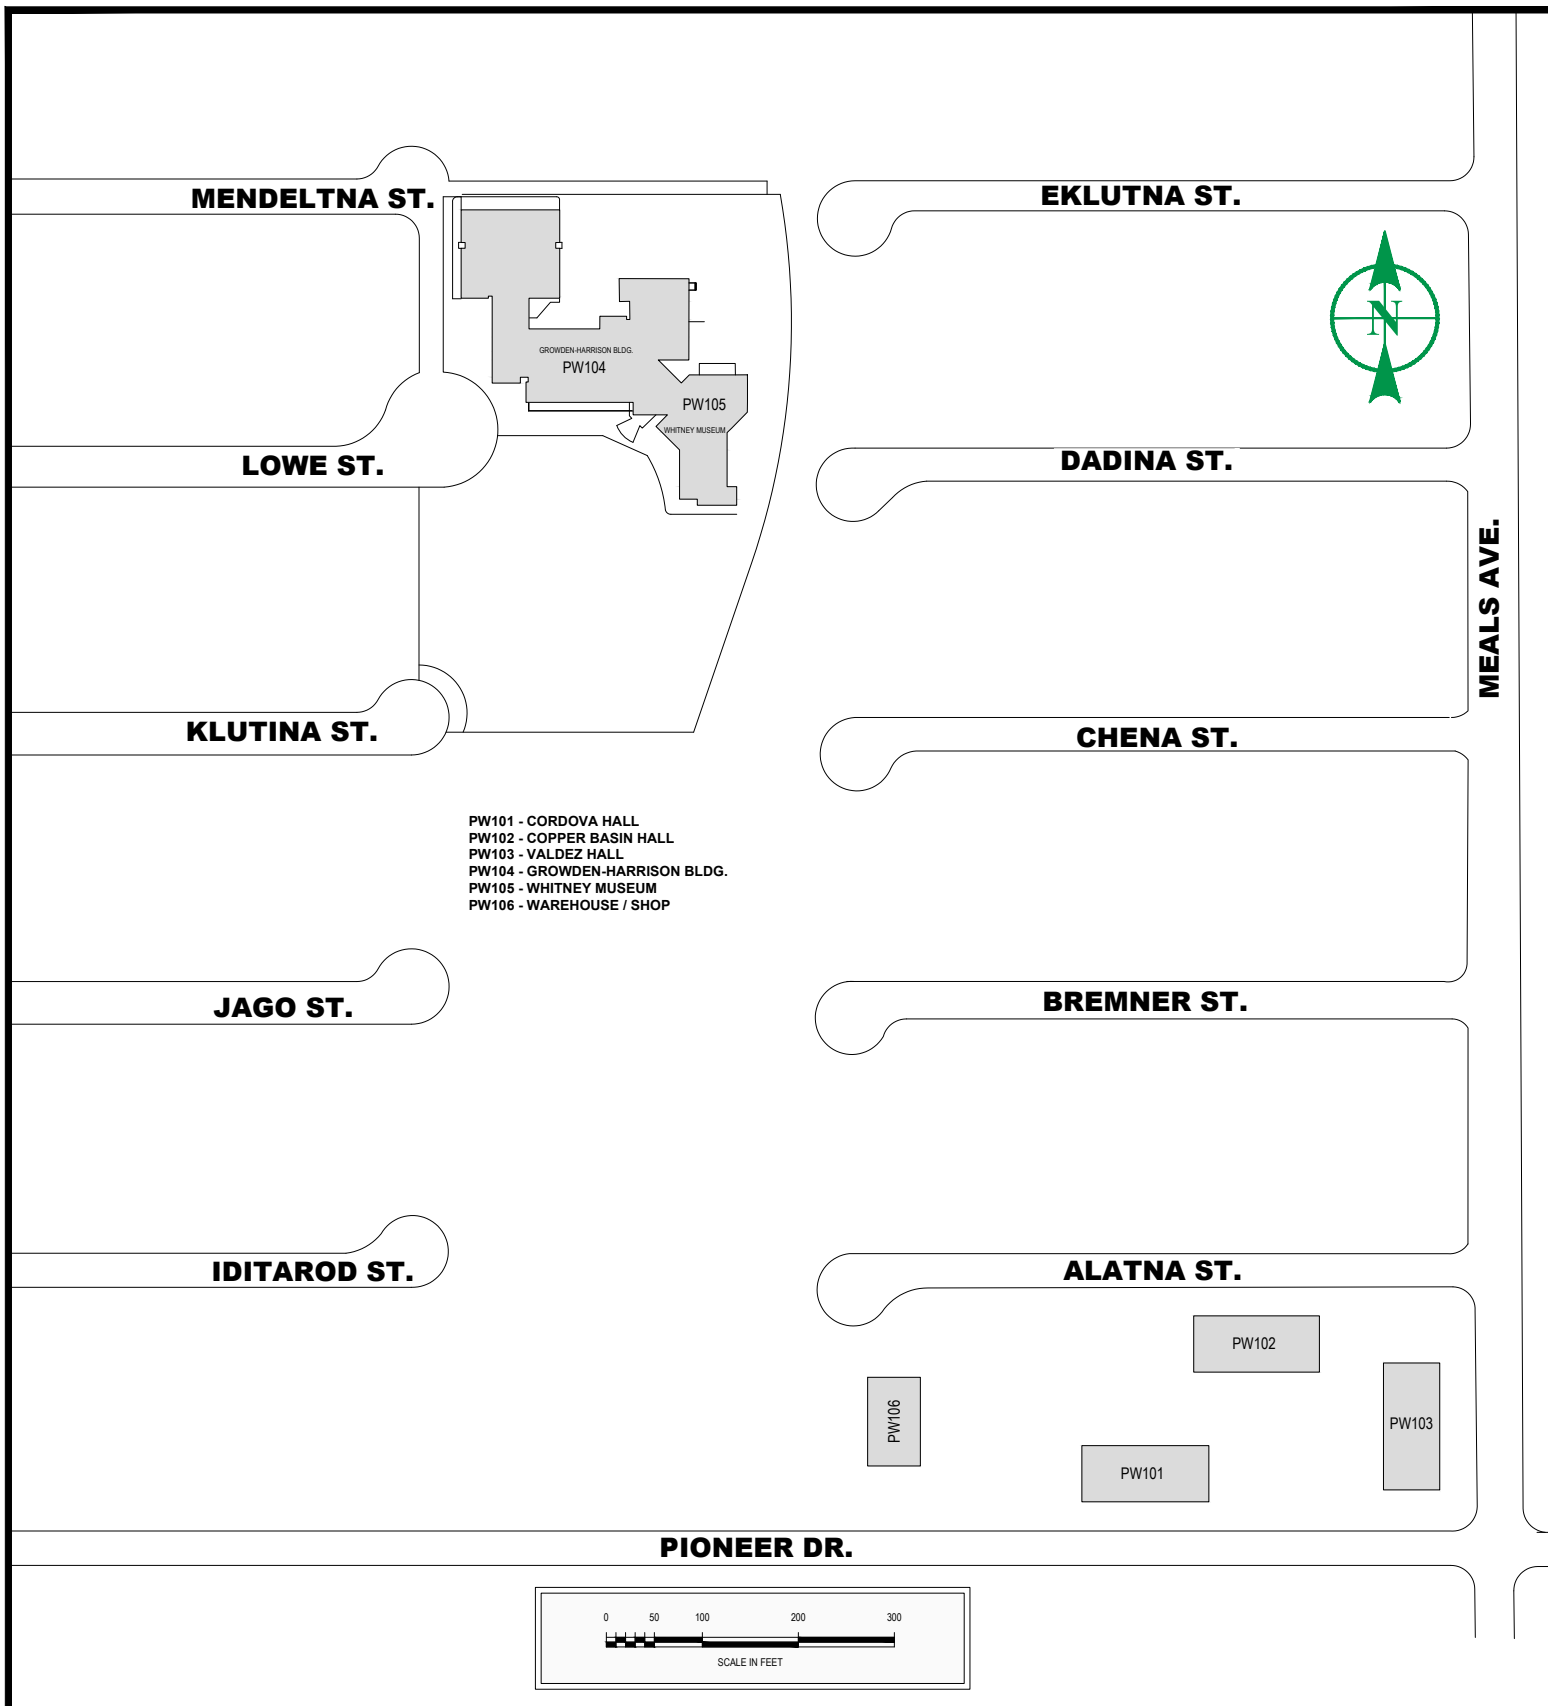 MENDELTNA ST.
EKLUTNA ST.
N
GROWDEN-HARRISON BLDG.
PW104
PW105
WHITNEY MUSEUM
LOWE ST.
DADINA ST.
MEALS AVE.
KLUTINA ST.
CHENA ST.
PW101 - CORDOVA HALL
PW102 - COPPER BASIN HALL
PW103 - VALDEZ HALL
PW104 - GROWDEN-HARRISON BLDG.
PW105 - WHITNEY MUSEUM
PW106 - WAREHOUSE / SHOP
JAGO ST.
BREMNER ST.
IDITAROD ST.
ALATNA ST.
PW102
PW106
PW103
PW101
PIONEER DR.
0 50 100 200 300
SCALE IN FEET